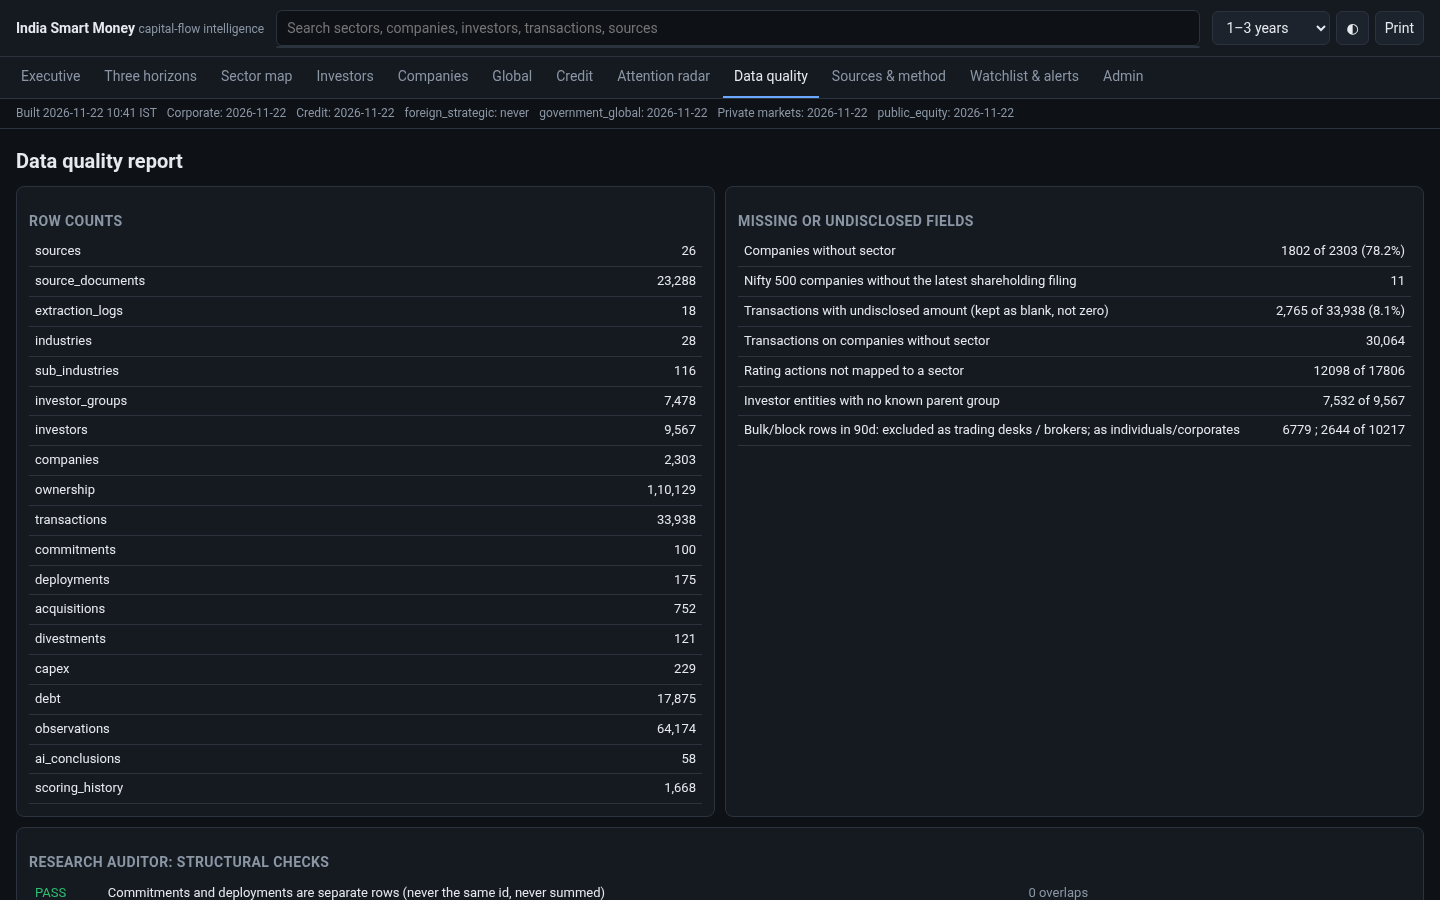 India Smart Money capital-flow intelligence
Search sectors, companies, investors, transactions, sources
1–3 years
Print
Executive Three horizons Sector map Investors Companies Global Credit Attention radar Data quality Sources & method Watchlist & alerts Admin
Built 2026-11-22 10:41 IST Corporate: 2026-11-22 Credit: 2026-11-22 foreign_strategic: never government_global: 2026-11-22 Private markets: 2026-11-22 public_equity: 2026-11-22
Data quality report
ROW COUNTS
sources 26
source_documents 23,288
extraction_logs 18
industries 28
sub_industries 116
investor_groups 7,478
investors 9,567
companies 2,303
ownership 1,10,129
transactions 33,938
commitments 100
deployments 175
acquisitions 752
divestments 121
capex 229
debt 17,875
observations 64,174
ai_conclusions 58
scoring_history 1,668
MISSING OR UNDISCLOSED FIELDS
Companies without sector 1802 of 2303 (78.2%)
Nifty 500 companies without the latest shareholding filing 11
Transactions with undisclosed amount (kept as blank, not zero) 2,765 of 33,938 (8.1%)
Transactions on companies without sector 30,064
Rating actions not mapped to a sector 12098 of 17806
Investor entities with no known parent group 7,532 of 9,567
Bulk/block rows in 90d: excluded as trading desks / brokers; as individuals/corporates 6779 ; 2644 of 10217
RESEARCH AUDITOR: STRUCTURAL CHECKS
PASS Commitments and deployments are separate rows (never the same id, never summed) 0 overlaps